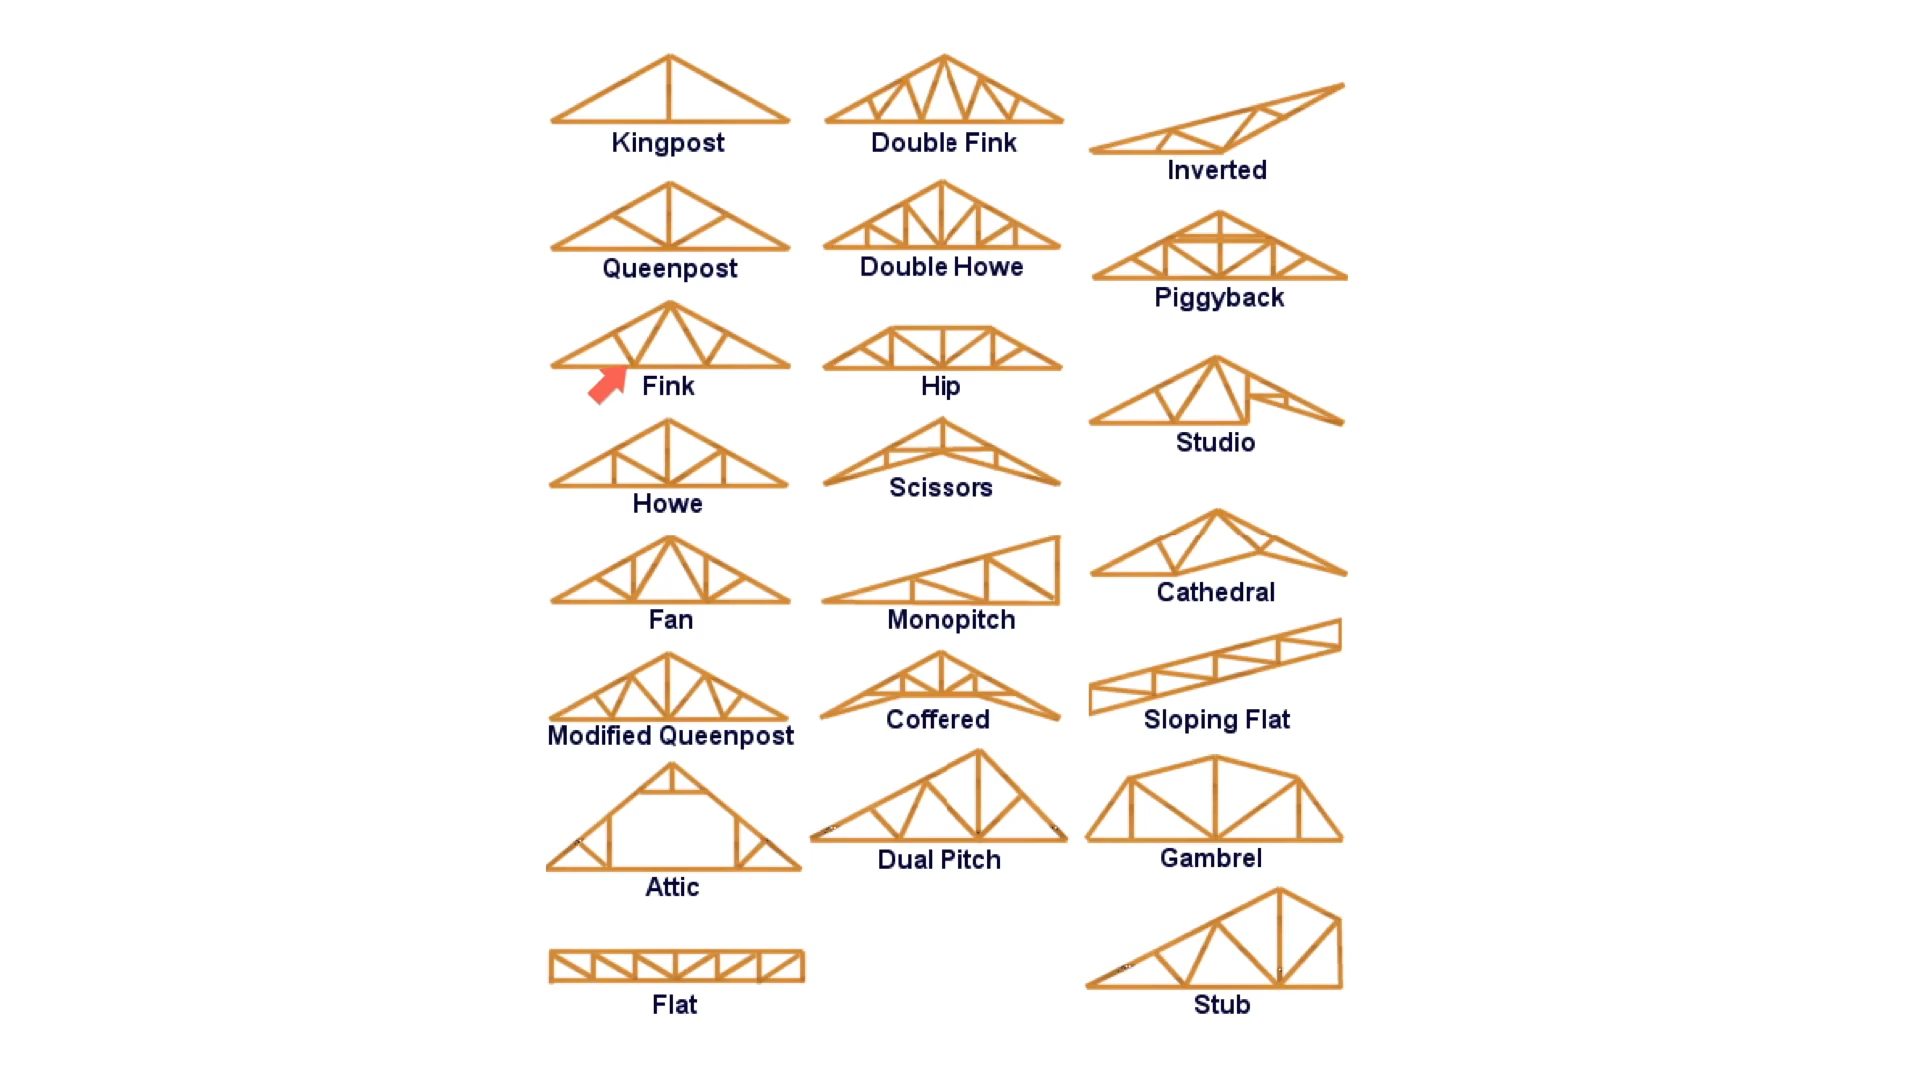 Kingpost
Double Fink
Inverted
Queenpost
Double Howe
Piggyback
Fink
Hip
Studio
Howe
Scissors
Cathedral
Fan
Monopitch
Sloping Flat
Modified Queenpost
Coffered
Gambrel
Attic
Dual Pitch
Flat
Stub